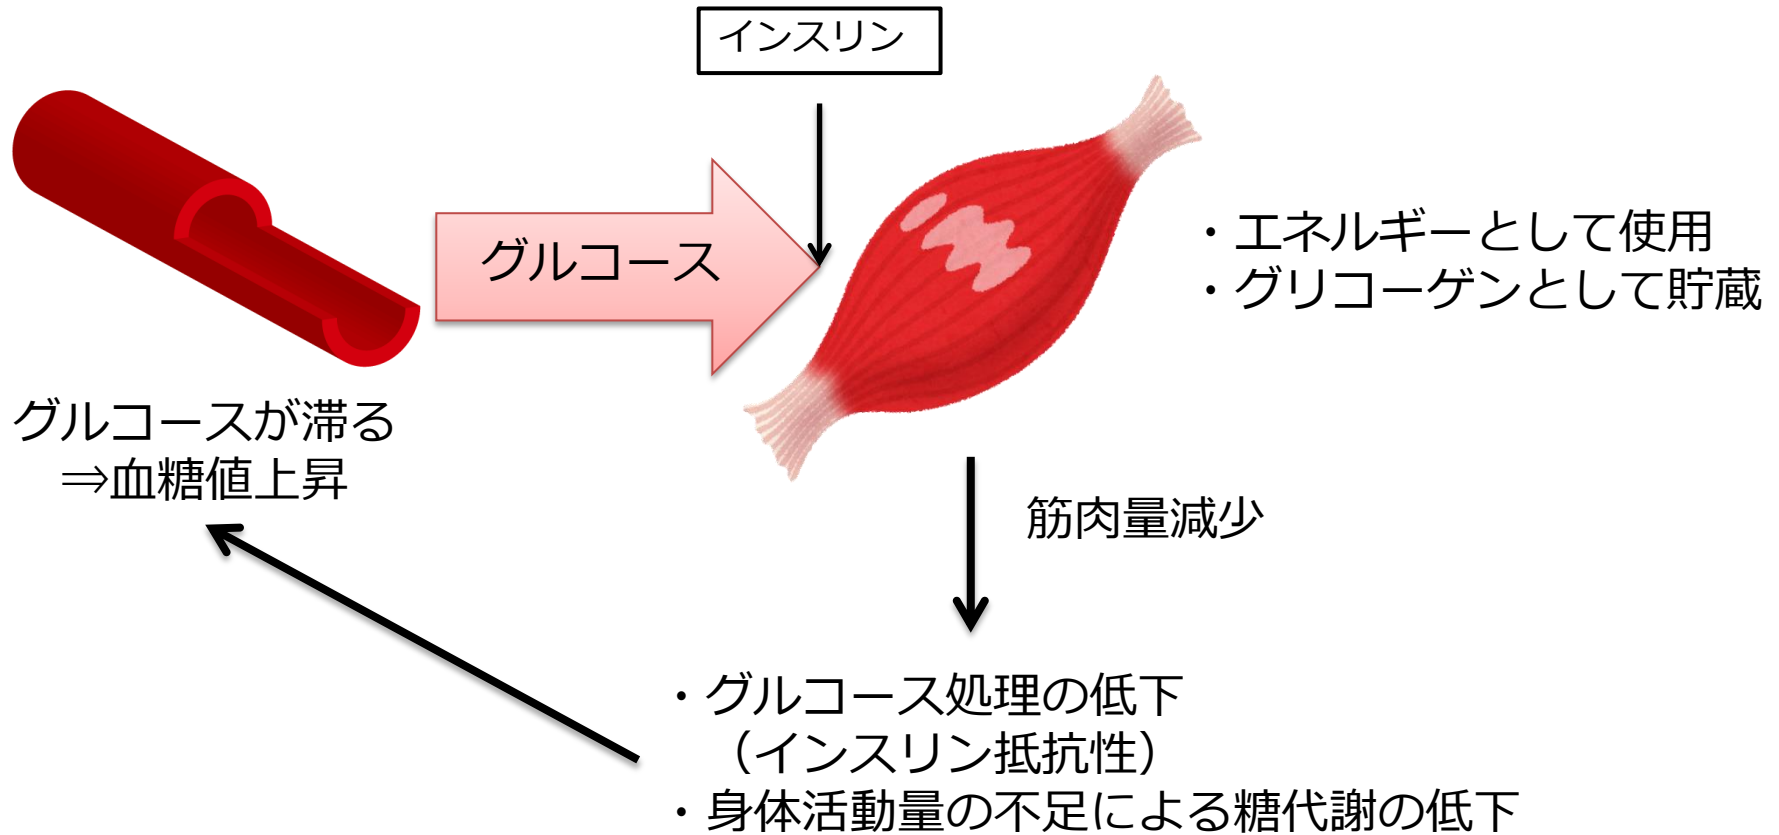 インスリン
グルコース
・エネルギーとして使用
・グリコーゲンとして貯蔵
グルコースが滞る
⇒血糖値上昇
筋肉量減少
・グルコース処理の低下
（インスリン抵抗性）
・身体活動量の不足による糖代謝の低下